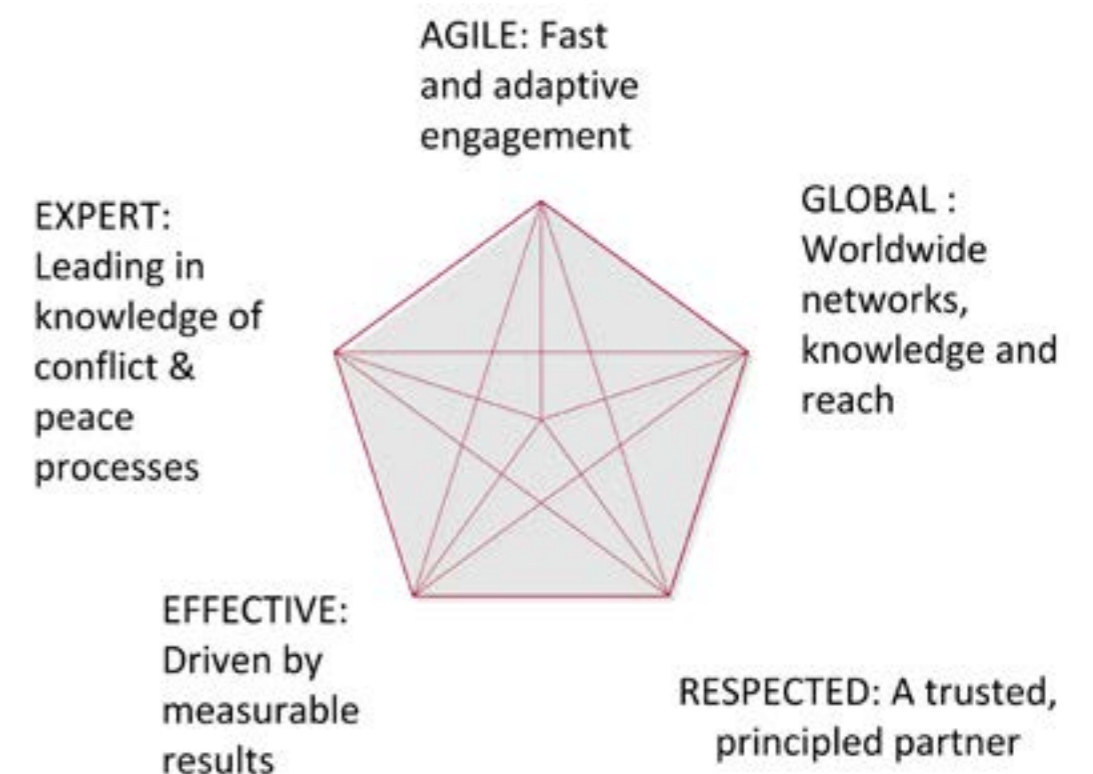 AGILE: Fast
and adaptive
engagement
GLOBAL :
Worldwide
networks,
knowledge and
reach
EXPERT:
Leading in
knowledge of
conflict &
peace
processes
EFFECTIVE:
Driven by
measurable
results
RESPECTED: A trusted,
principled partner